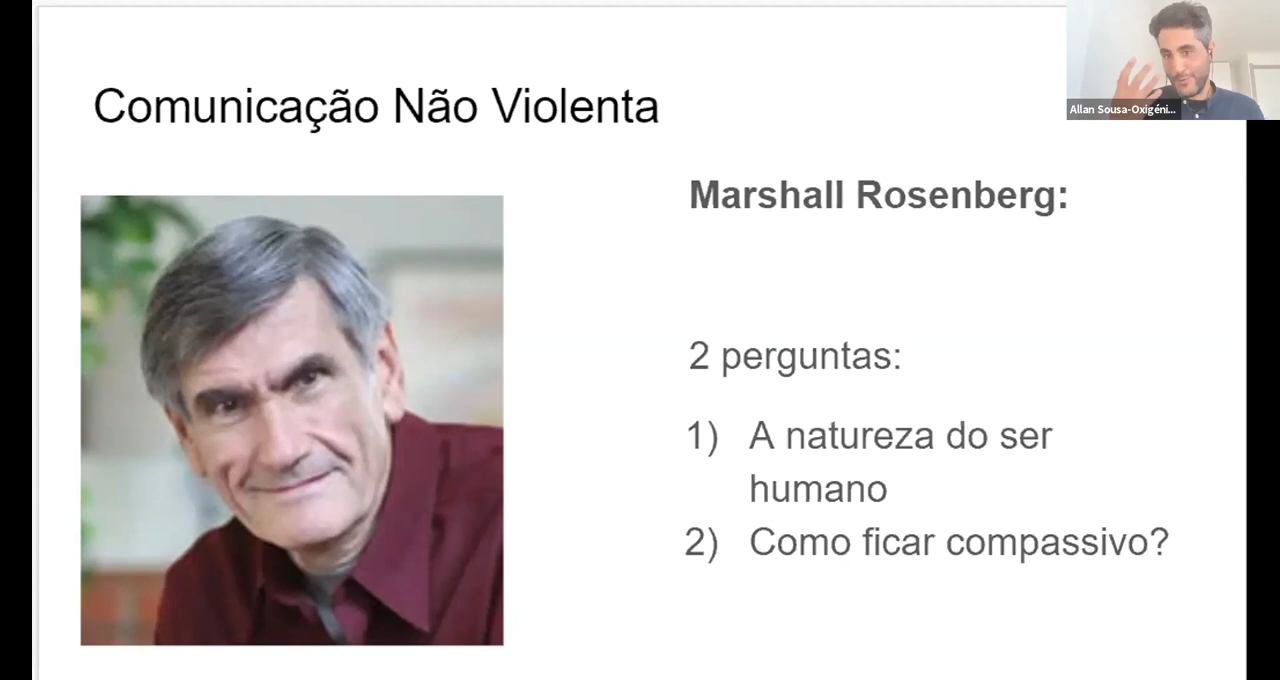 Comunicação Não Violenta
Allan Sousa-Oxigéni...
Marshall Rosenberg:
2 perguntas:
1) A natureza do ser
humano
2) Como ficar compassivo?